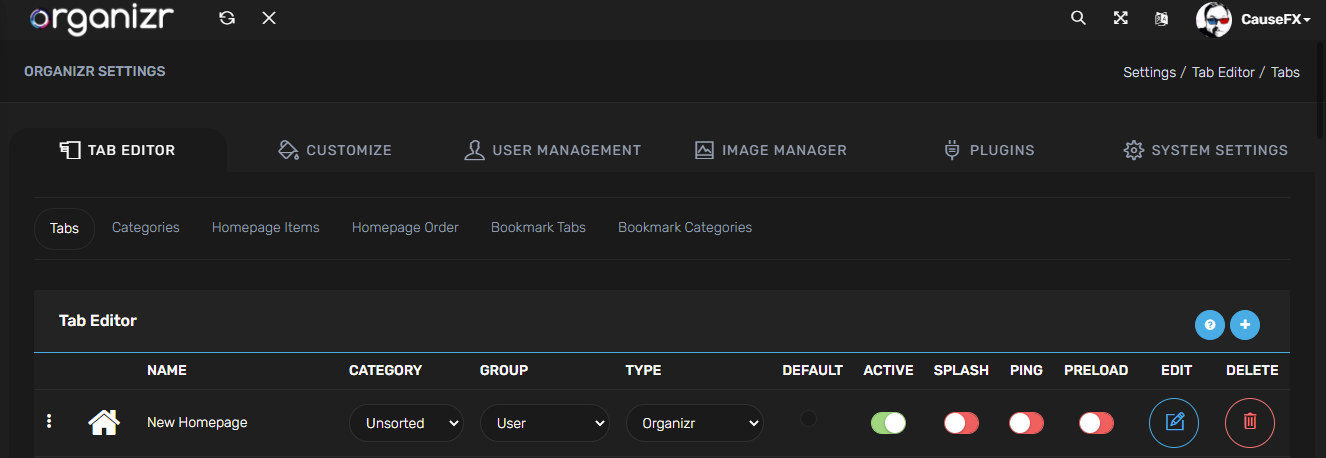 organizr CauseFX
ORGANIZR SETTINGS Settings / Tab Editor / Tabs
TAB EDITOR CUSTOMIZE USER MANAGEMENT IMAGE MANAGER PLUGINS SYSTEM SETTINGS
Tabs Categories Homepage Items Homepage Order Bookmark Tabs Bookmark Categories
Tab Editor
NAME CATEGORY GROUP TYPE DEFAULT ACTIVE SPLASH PING PRELOAD EDIT DELETE
New Homepage Unsorted User Organizr